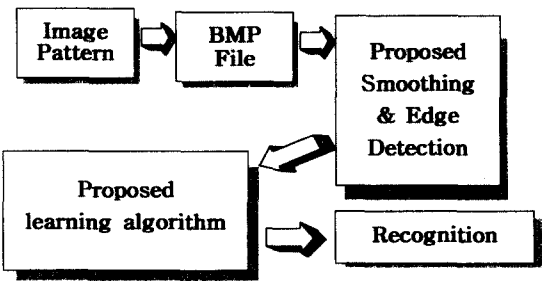 Image
Pattern
BMP
File
Proposed
Smoothing
& Edge
Detection
Proposed
learning algorithm
Recognition